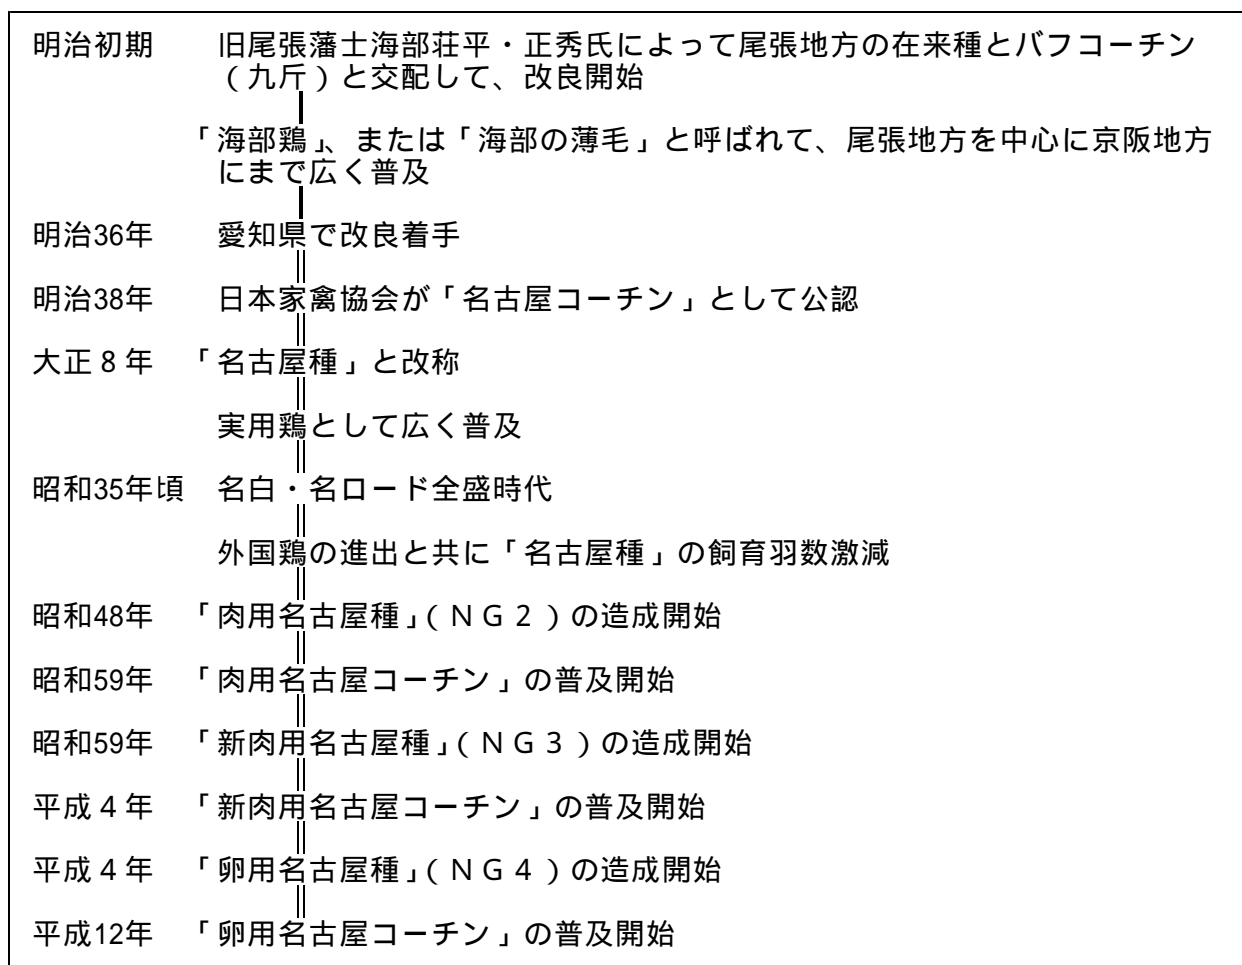 明治初期　旧尾張藩士海部荘平・正秀氏によって尾張地方の在来種とバフコーチン
（九斤）と交配して、改良開始
「海部鶏」、または「海部の薄毛」と呼ばれて、尾張地方を中心に京阪地方
にまで広く普及
明治36年　愛知県で改良着手
明治38年　日本家禽協会が「名古屋コーチン」として公認
大正８年　「名古屋種」と改称
実用鶏として広く普及
昭和35年頃　名白・名ロード全盛時代
外国鶏の進出と共に「名古屋種」の飼育羽数激減
昭和48年　「肉用名古屋種」（ＮＧ２）の造成開始
昭和59年　「肉用名古屋コーチン」の普及開始
昭和59年　「新肉用名古屋種」（ＮＧ３）の造成開始
平成４年　「新肉用名古屋コーチン」の普及開始
平成４年　「卵用名古屋種」（ＮＧ４）の造成開始
平成12年　「卵用名古屋コーチン」の普及開始